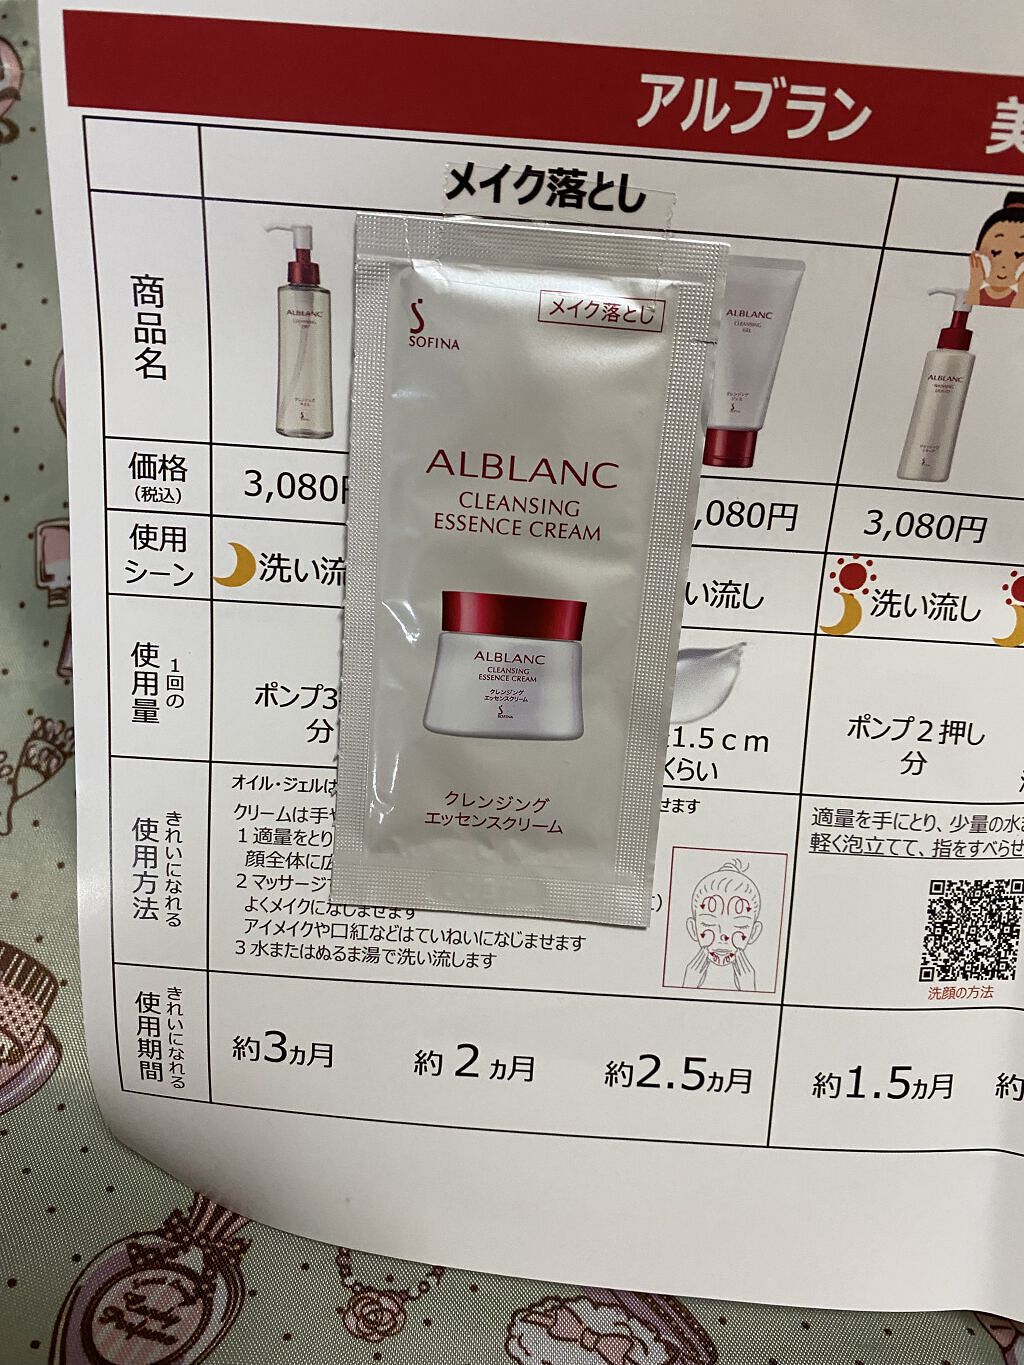 アルブラン 美
メイク落とし
商品名
ALBLANC
CLEANSING
メイク落とし
SOFINA
ALBLANC
CLEANSING
ESSENCE CREAM
ALBLANC
CLEANSING
ESSENCE CREAM
クレンジング
エッセンスクリーム
SOFINA
クレンジング
エッセンスクリーム
ALBLANC
CLEANSING
GEL
クレンジング
ジェル
ALBLANC
価格
(税込)
3,080円
,080円
3,080円
使用
シーン
洗い流
い流し
洗い流し
1回の
使用量
ポンプ3
分
1.5cm
くらい
ポンプ2押し
分
きれいになれる
使用方法
オイル・ジェルは
せます
クリームは手や
1 適量をとり
顔全体に広
2 マッサージ
よくメイクになじませます
アイメイクや口紅などはていねいになじませます
3 水またはぬるま湯で洗い流します
適量を手にとり、少量の水ま
軽く泡立てて、指をすべらせ
洗顔の方法
きれいになれる
使用期間
約3ヵ月
約2ヵ月
約2.5ヵ月
約1.5ヵ月
約